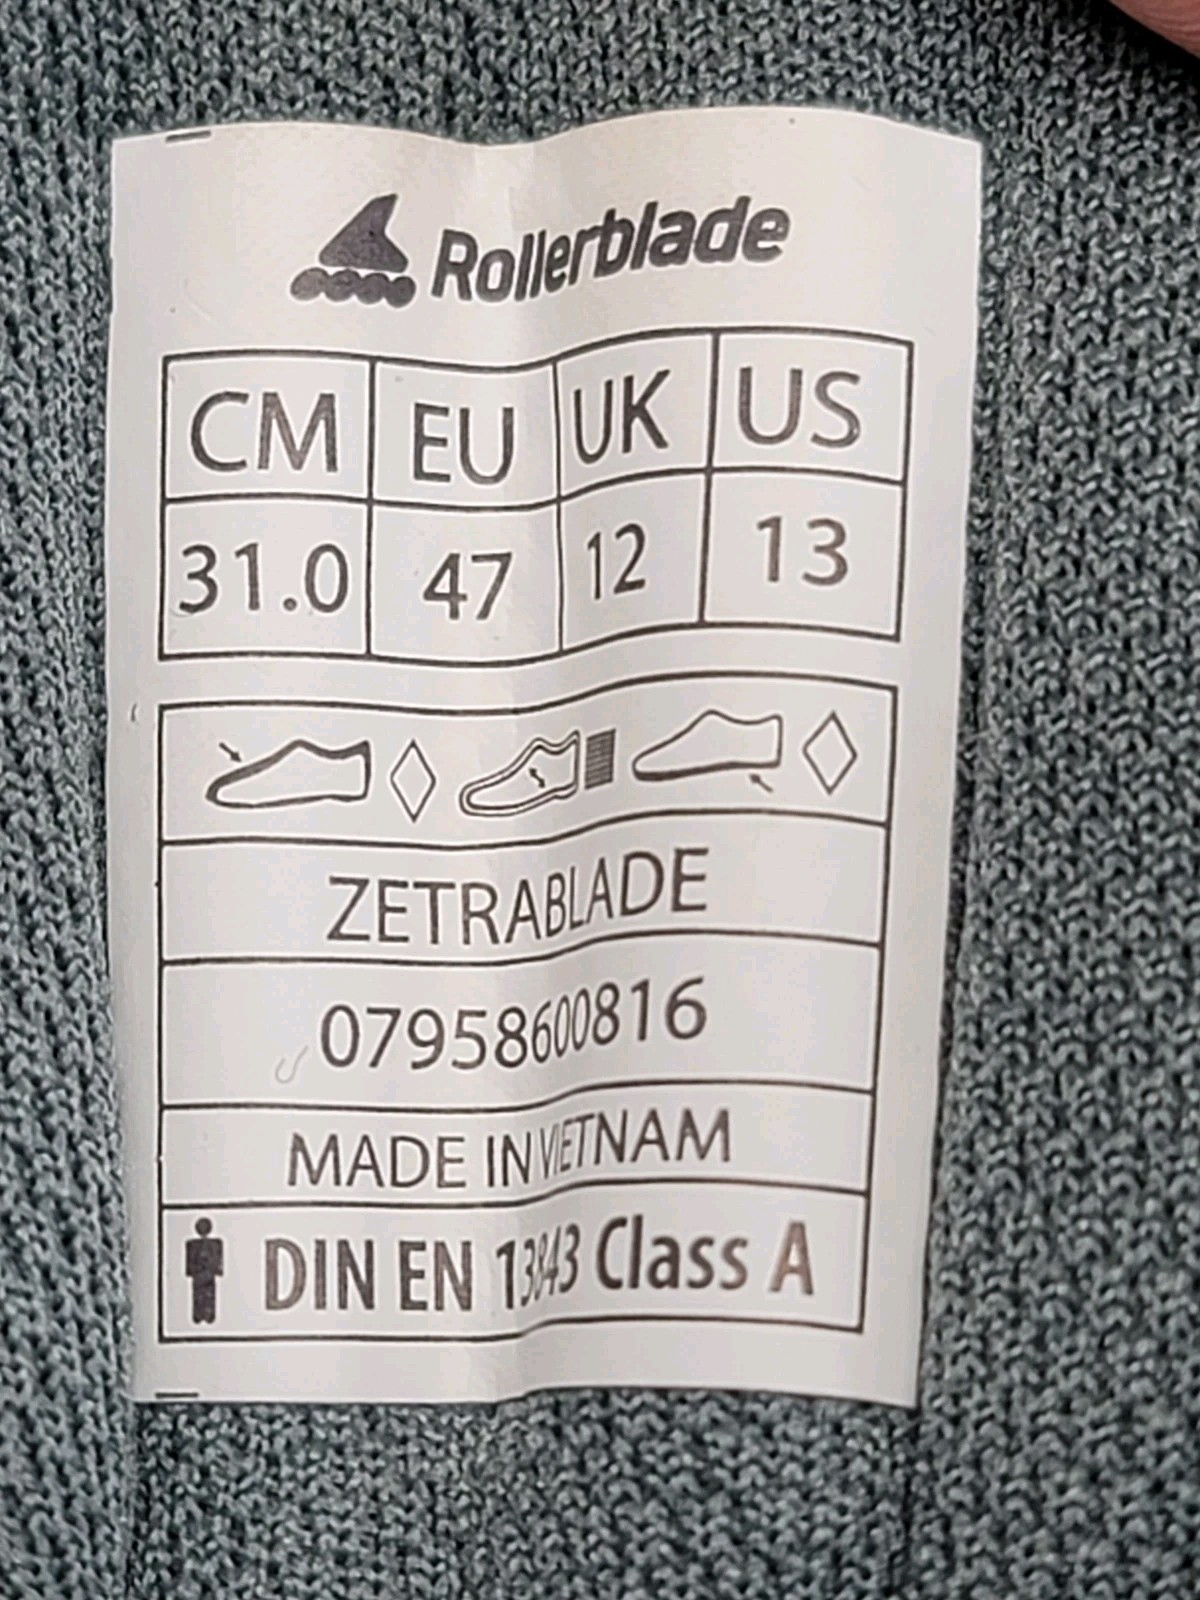 Rollerblade
CM EU UK US
31.0 47 12 13
ZETRABLADE
07958600816
MADE IN VIETNAM
DIN EN 13843 Class A